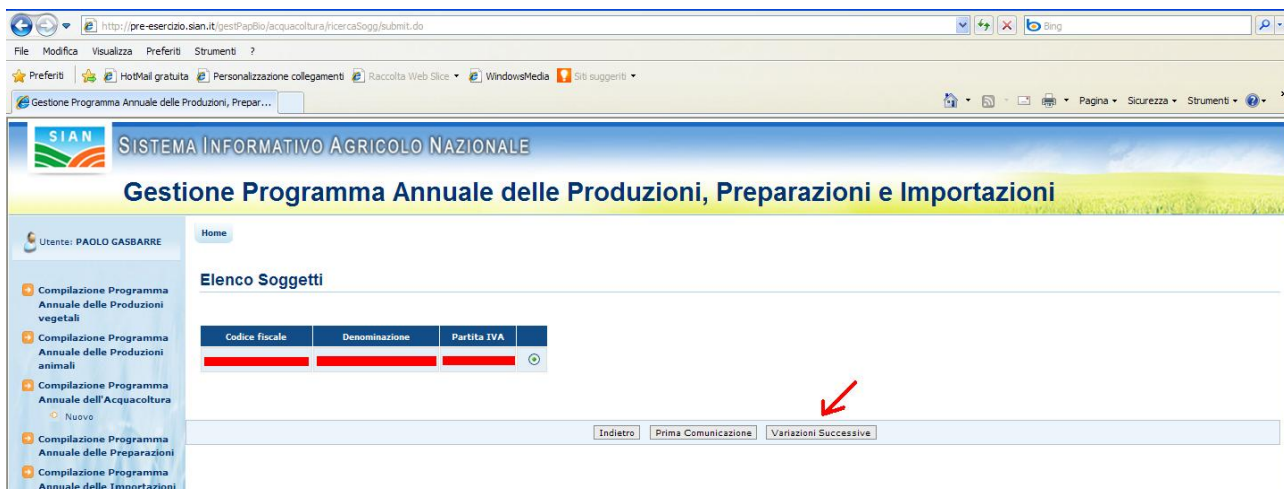 http://pre-esercizio.sian.it/gestPapBio/acquacoltura/ricercaSogg/submit.do
Bing
File Modifica Visualizza Preferiti Strumenti ?
Preferiti HotMail gratuita Personalizzazione collegamenti Raccolta Web Slice WindowsMedia Siti suggeriti
Gestione Programma Annuale delle Produzioni, Prepar...
Pagina Sicurezza Strumenti
SIAN
SISTEMA INFORMATIVO AGRICOLO NAZIONALE
Gestione Programma Annuale delle Produzioni, Preparazioni e Importazioni
Utente: PAOLO GASBARRE
Home
Elenco Soggetti
Compilazione Programma
Annuale delle Produzioni
vegetali
Compilazione Programma
Annuale delle Produzioni
animali
Compilazione Programma
Annuale dell'Acquacoltura
Nuovo
Compilazione Programma
Annuale delle Preparazioni
Compilazione Programma
Annuale delle Importazioni
Codice fiscale Denominazione Partita IVA
Indietro Prima Comunicazione Variazioni Successive